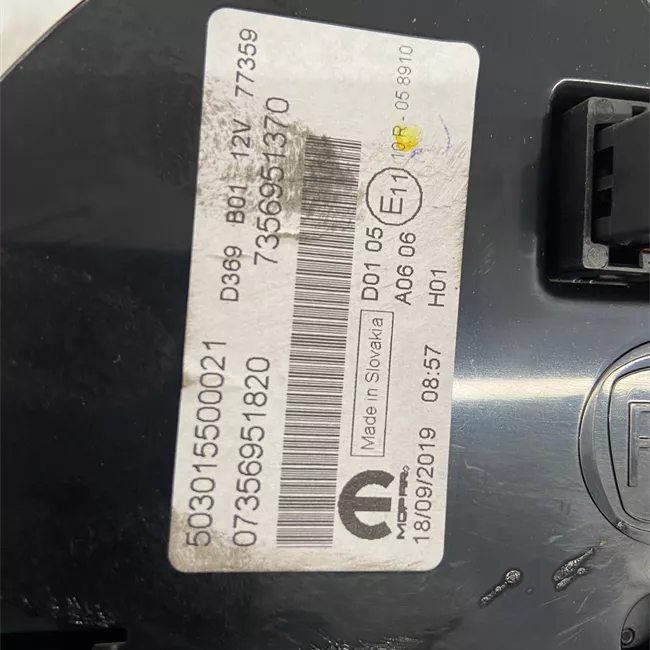 503015500021 D369 B01 12V 77359
07356951820 7356951370
Made in Slovakia D01 05 E11 10 R - 05 8910
A06 06
MOPAR
18/09/2019 08:57 H01
F